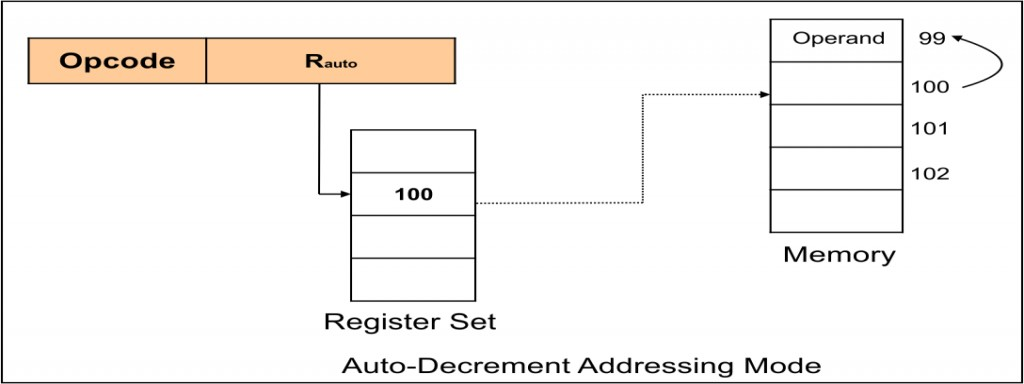 Opcode
Rauto
100
Register Set
Operand
99
100
101
102
Memory
Auto-Decrement Addressing Mode